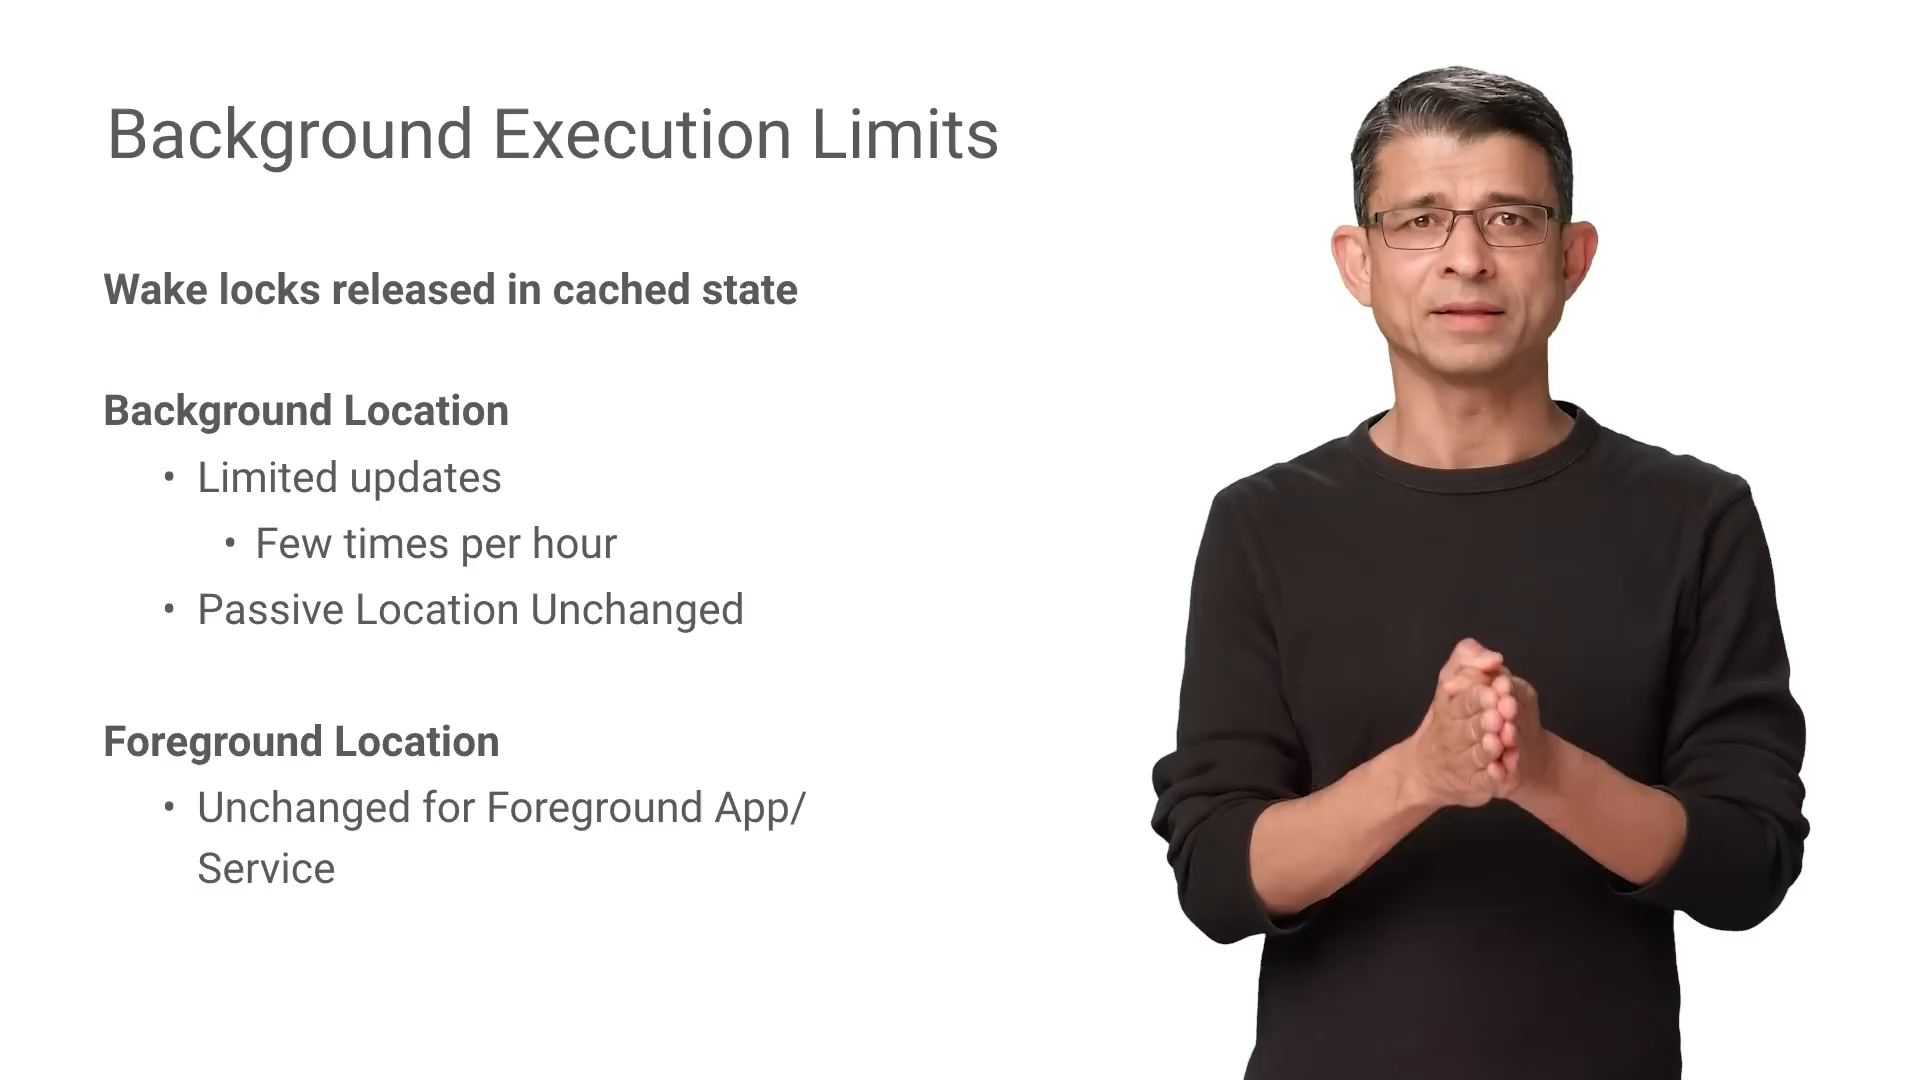 Background Execution Limits
Wake locks released in cached state
Background Location
• Limited updates
• Few times per hour
• Passive Location Unchanged
Foreground Location
• Unchanged for Foreground App/
Service